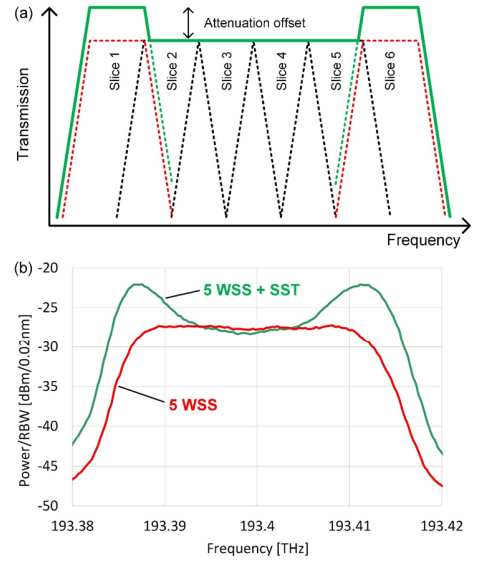 (a)
Attenuation offset
Transmission
Slice 1
Slice 2
Slice 3
Slice 4
Slice 5
Slice 6
Frequency
(b)
-20
-25
-30
-35
-40
-45
-50
Power/RBW [dBm/0.02nm]
5 WSS + SST
5 WSS
193.38
193.39
193.4
193.41
193.42
Frequency [THz]